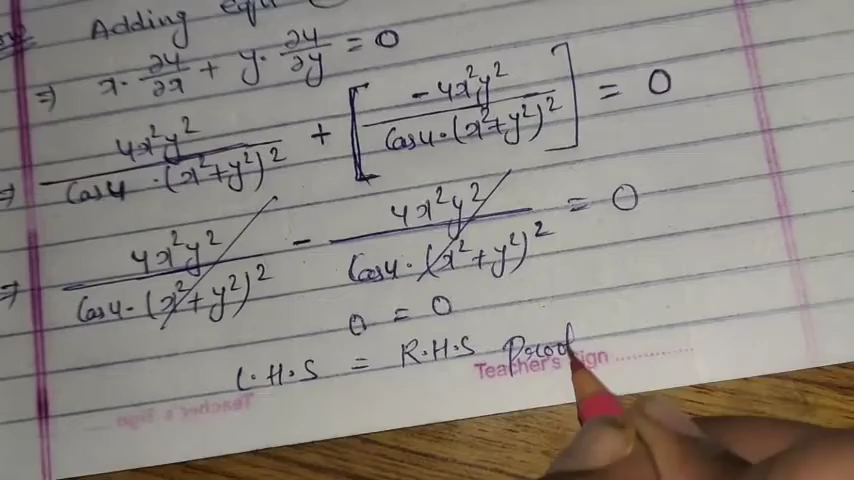 Adding Equ
⇒ x · ∂u/∂x + y · ∂u/∂y = 0
⇒ 4x²y² / cos u · (x²+y²)² + [ -4x²y² / cos u · (x²+y²)² ] = 0
⇒ 4x²y² / cos u · (x²+y²)² - 4x²y² / cos u · (x²+y²)² = 0
0 = 0
L.H.S = R.H.S Proof
Teacher's Sign ................